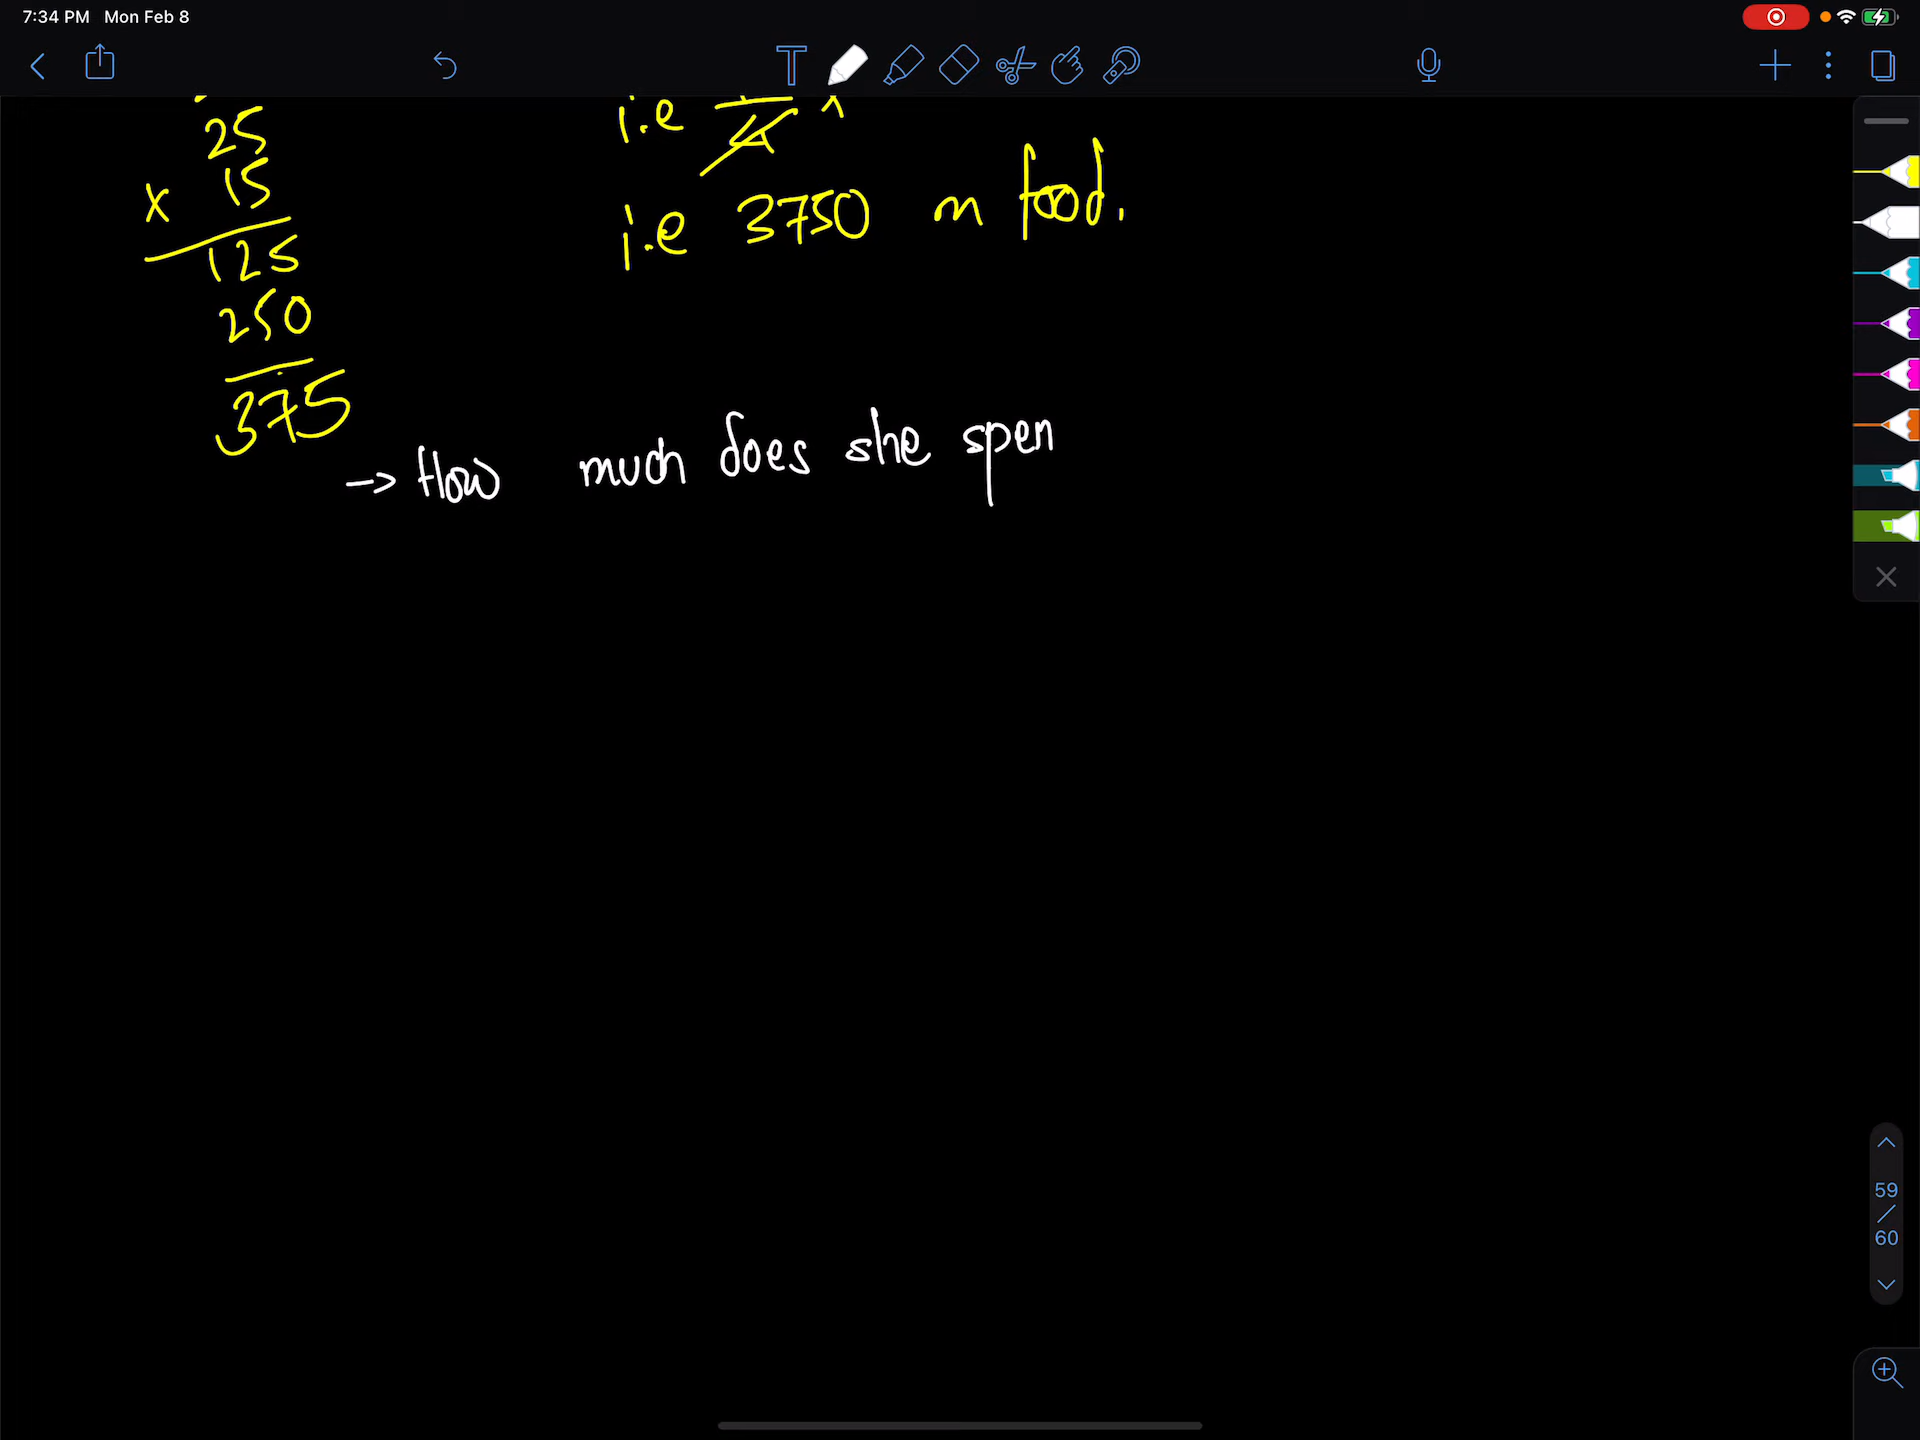 7:34 PM Mon Feb 8
25
x 15
125
250
375
i.e
i.e 3750 in food.
→ How much does she spen
59
/
60